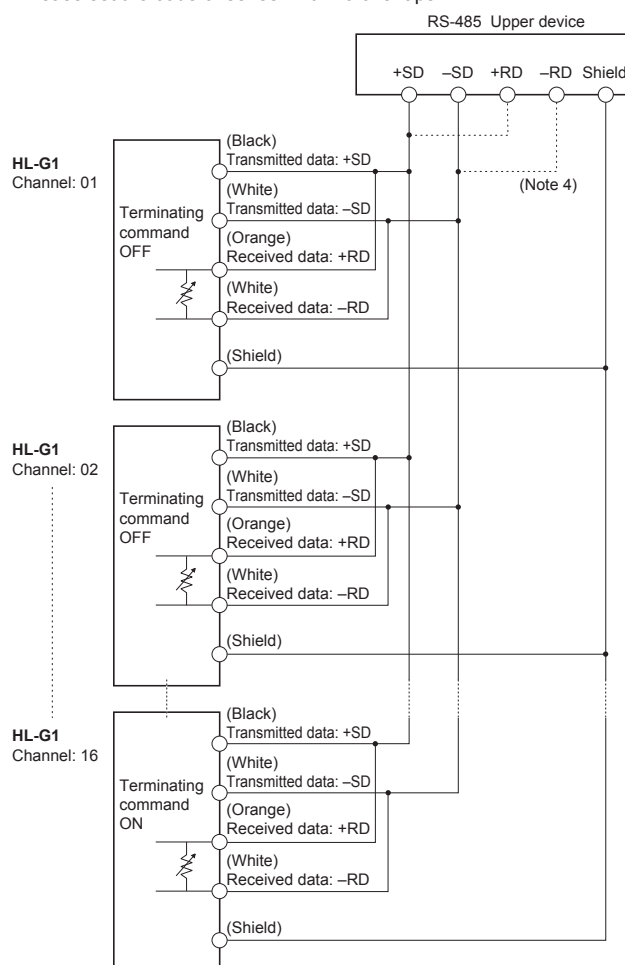 RS-485 Upper device
+SD –SD +RD –RD Shield
(Note 4)
HL-G1
Channel: 01
Terminating
command
OFF
(Black)
Transmitted data: +SD
(White)
Transmitted data: –SD
(Orange)
Received data: +RD
(White)
Received data: –RD
(Shield)
HL-G1
Channel: 02
Terminating
command
OFF
(Black)
Transmitted data: +SD
(White)
Transmitted data: –SD
(Orange)
Received data: +RD
(White)
Received data: –RD
(Shield)
HL-G1
Channel: 16
Terminating
command
ON
(Black)
Transmitted data: +SD
(White)
Transmitted data: –SD
(Orange)
Received data: +RD
(White)
Received data: –RD
(Shield)